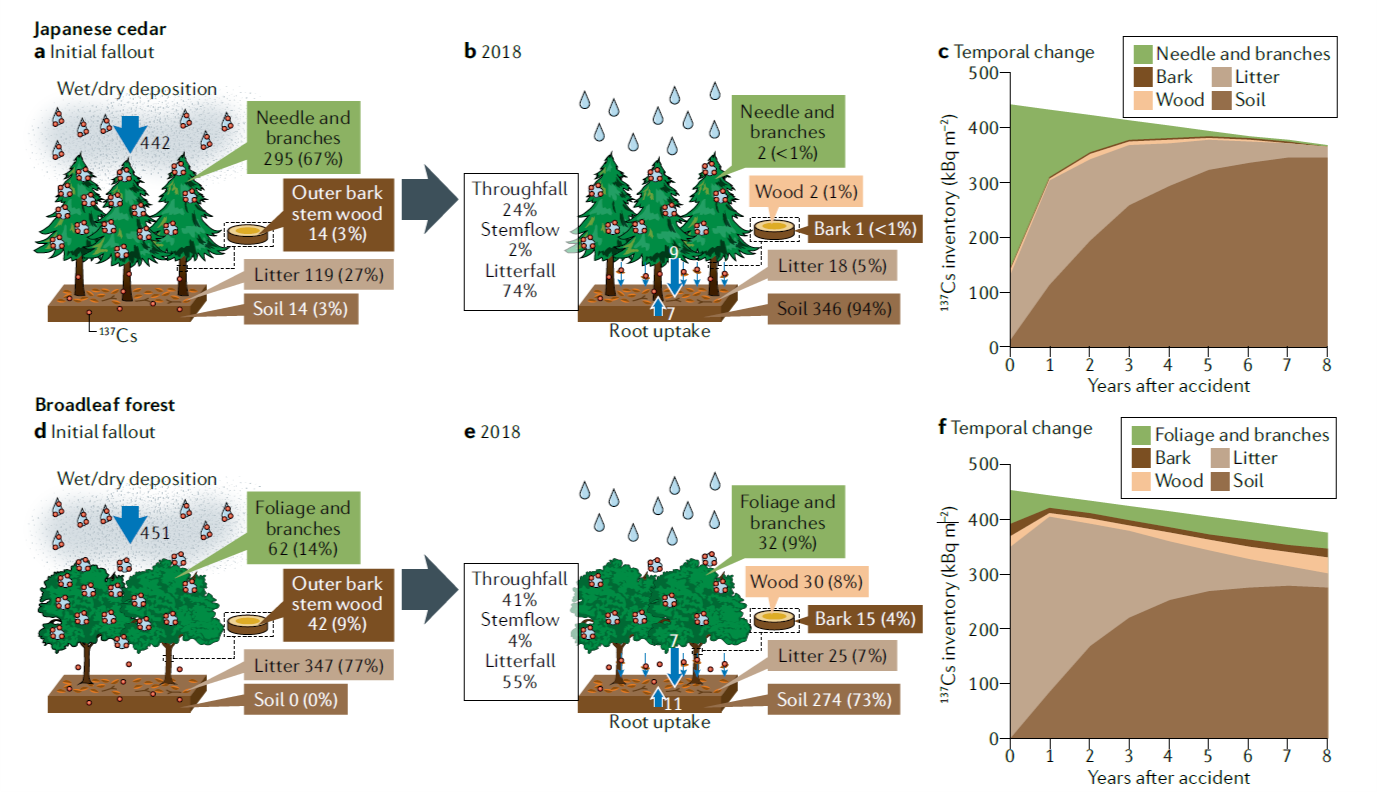 Japanese cedar
a Initial fallout
Wet/dry deposition
442
Needle and
branches
295 (67%)
Outer bark
stem wood
14 (3%)
Litter 119 (27%)
Soil 14 (3%)
¹³⁷Cs
b 2018
Throughfall
24%
Stemflow
2%
Litterfall
74%
Needle and
branches
2 (<1%)
Wood 2 (1%)
Bark 1 (<1%)
9
Litter 18 (5%)
Soil 346 (94%)
7
Root uptake
c Temporal change
Needle and branches
Bark Litter
Wood Soil
¹³⁷Cs inventory (kBq m⁻²)
500
400
300
200
100
0
0 1 2 3 4 5 6 7 8
Years after accident
Broadleaf forest
d Initial fallout
Wet/dry deposition
451
Foliage and
branches
62 (14%)
Outer bark
stem wood
42 (9%)
Litter 347 (77%)
Soil 0 (0%)
e 2018
Throughfall
41%
Stemflow
4%
Litterfall
55%
Foliage and
branches
32 (9%)
Wood 30 (8%)
Bark 15 (4%)
7
Litter 25 (7%)
Soil 274 (73%)
11
Root uptake
f Temporal change
Foliage and branches
Bark Litter
Wood Soil
¹³⁷Cs inventory (kBq m⁻²)
500
400
300
200
100
0
0 1 2 3 4 5 6 7 8
Years after accident